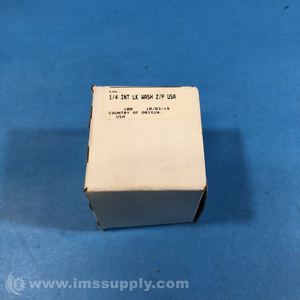 1/4 INT LK WASH Z/P USA
100 10/03/19
COUNTRY OF ORIGIN:
USA
© www.imssupply.com